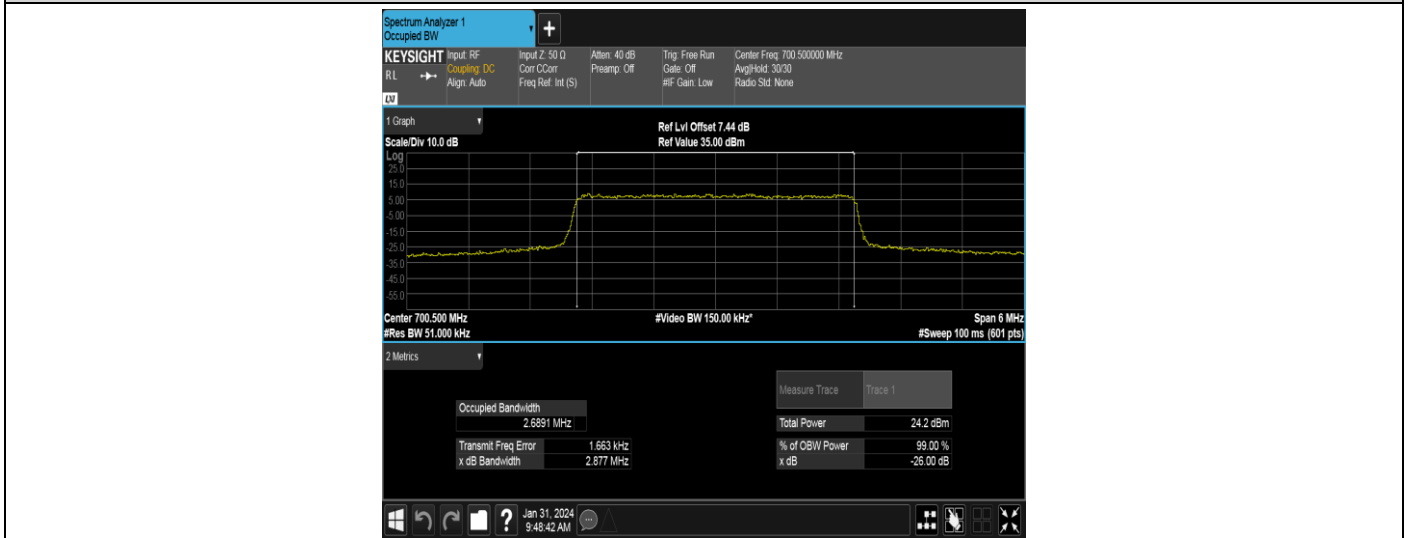 Spectrum Analyzer 1
Occupied BW
+
KEYSIGHT Input: RF Input Z: 50 Ω Atten: 40 dB Trig: Free Run Center Freq: 700.500000 MHz
RL Coupling: DC Corr CCorr Preamp: Off Gate: Off Avg|Hold: 30/30
Align: Auto Freq Ref: Int (S) #IF Gain: Low Radio Std: None
LXI
1 Graph Ref Lvl Offset 7.44 dB
Scale/Div 10.0 dB Ref Value 35.00 dBm
Log
25.0
15.0
5.00
-5.00
-15.0
-25.0
-35.0
-45.0
-55.0
Center 700.500 MHz #Video BW 150.00 kHz* Span 6 MHz
#Res BW 51.000 kHz #Sweep 100 ms (601 pts)
2 Metrics
Measure Trace Trace 1
Occupied Bandwidth
2.6891 MHz Total Power 24.2 dBm
Transmit Freq Error 1.663 kHz % of OBW Power 99.00 %
x dB Bandwidth 2.877 MHz x dB -26.00 dB
? Jan 31, 2024
9:48:42 AM